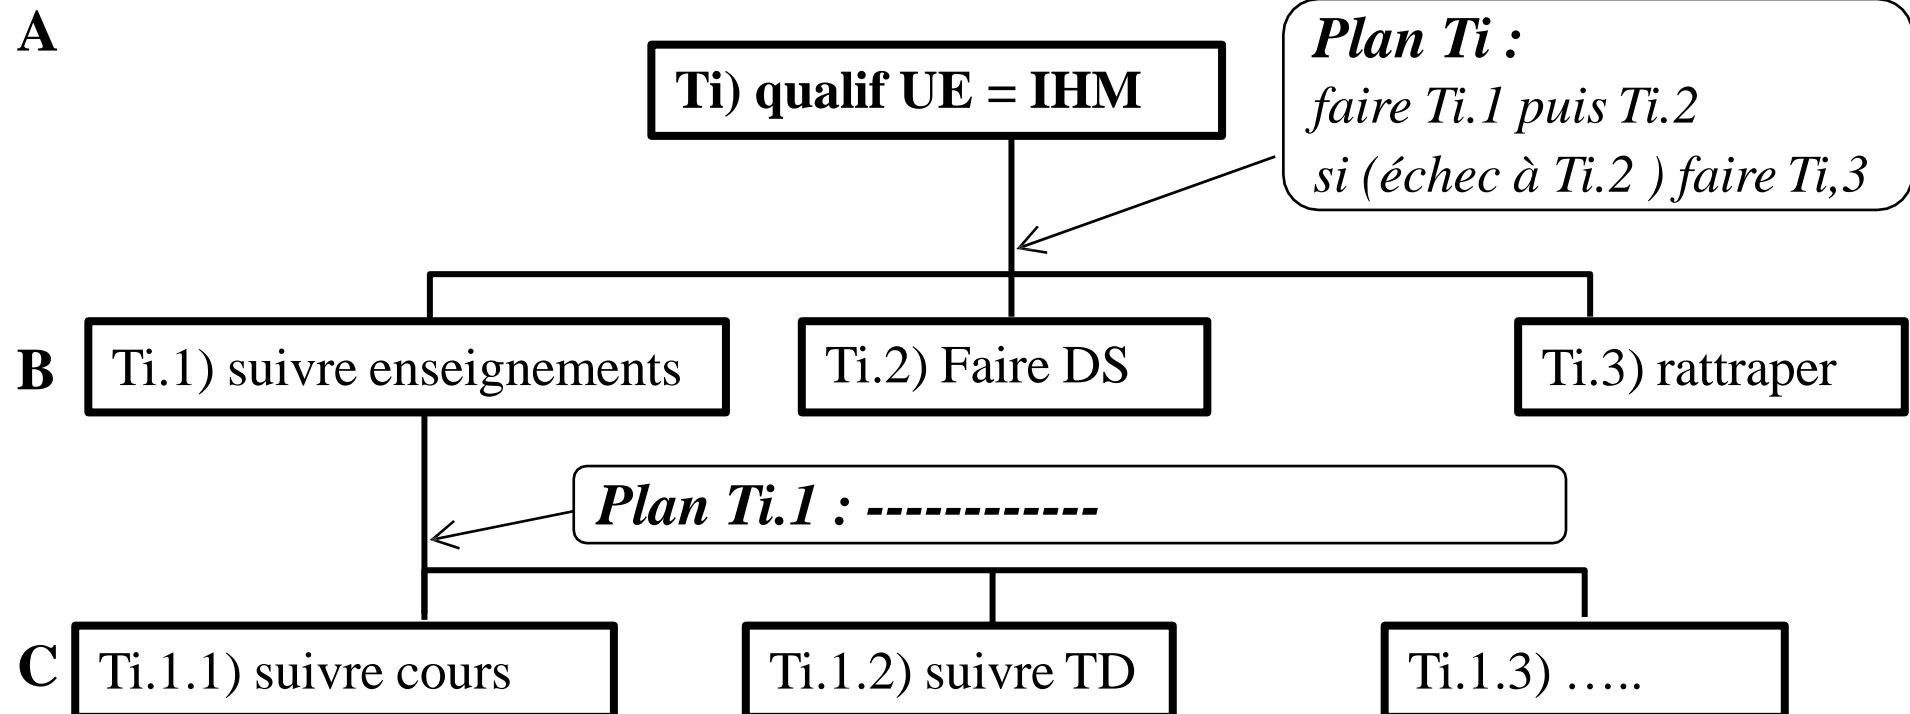 A
Ti) qualif UE = IHM
Plan Ti :
faire Ti.1 puis Ti.2
si (échec à Ti.2 ) faire Ti,3
B
Ti.1) suivre enseignements
Ti.2) Faire DS
Ti.3) rattraper
Plan Ti.1 : ------------
C
Ti.1.1) suivre cours
Ti.1.2) suivre TD
Ti.1.3) …..